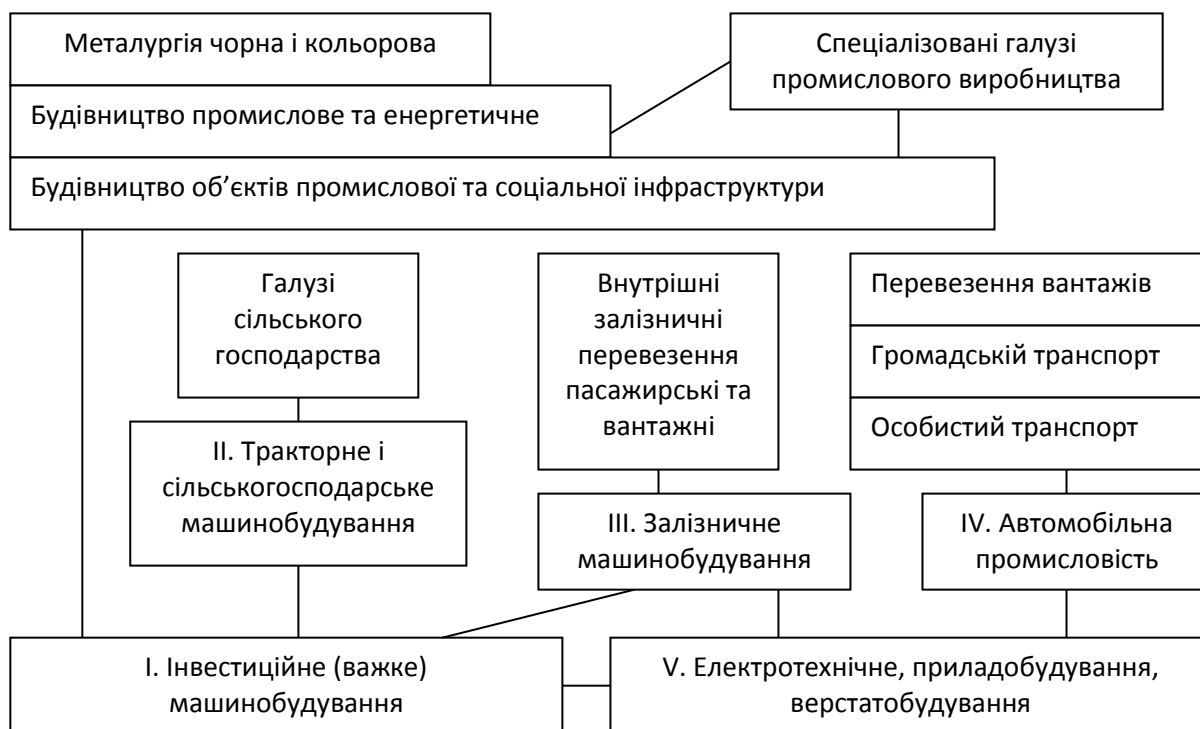 Металургія чорна і кольорова
Спеціалізовані галузі
промислового виробництва
Будівництво промислове та енергетичне
Будівництво об’єктів промислової та соціальної інфраструктури
Галузі
сільського
господарства
Внутрішні
залізничні
перевезення
пасажирські та
вантажні
Перевезення вантажів
Громадській транспорт
Особистий транспорт
II. Тракторне і
сільськогосподарське
машинобудування
III. Залізничне
машинобудування
IV. Автомобільна
промисловість
I. Інвестиційне (важке)
машинобудування
V. Електротехнічне, приладобудування,
верстатобудування